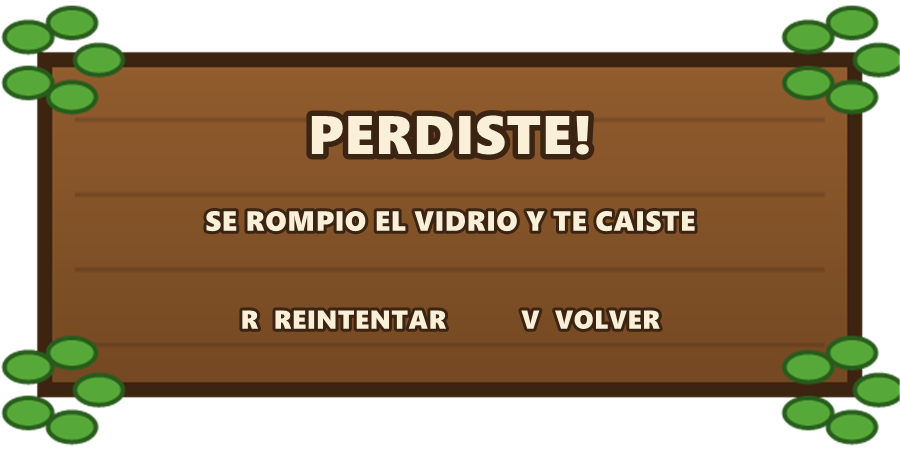 PERDISTE!
SE ROMPIO EL VIDRIO Y TE CAISTE
R REINTENTAR V VOLVER